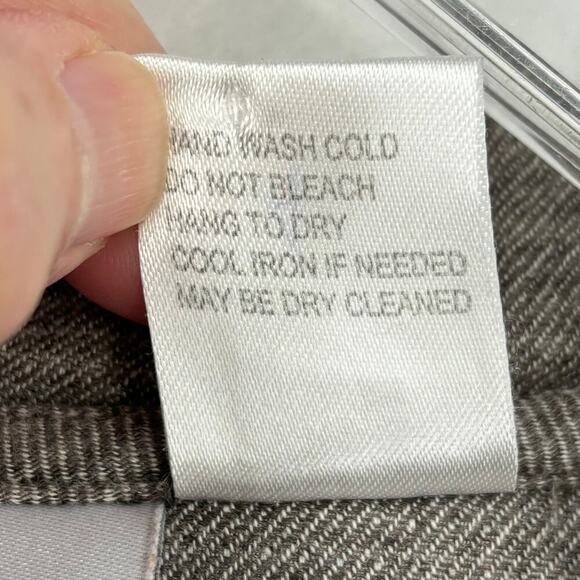 HAND WASH COLD
DO NOT BLEACH
HANG TO DRY
COOL IRON IF NEEDED
MAY BE DRY CLEANED